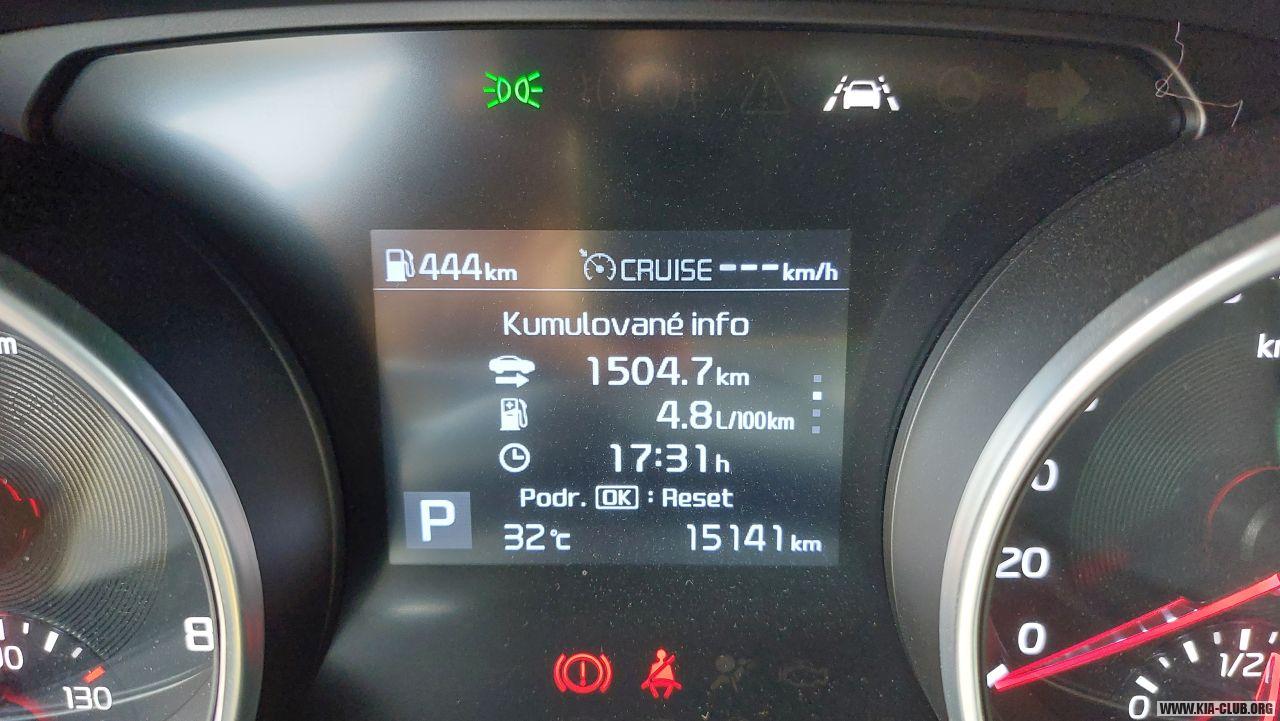 444km CRUISE ---km/h
Kumulované info
1504.7km
4.8L/100km
17:31h
Podr. OK : Reset
P 32°C 15141km
8
130
20
0
1/2
0
WWW.KIA-CLUB.ORG